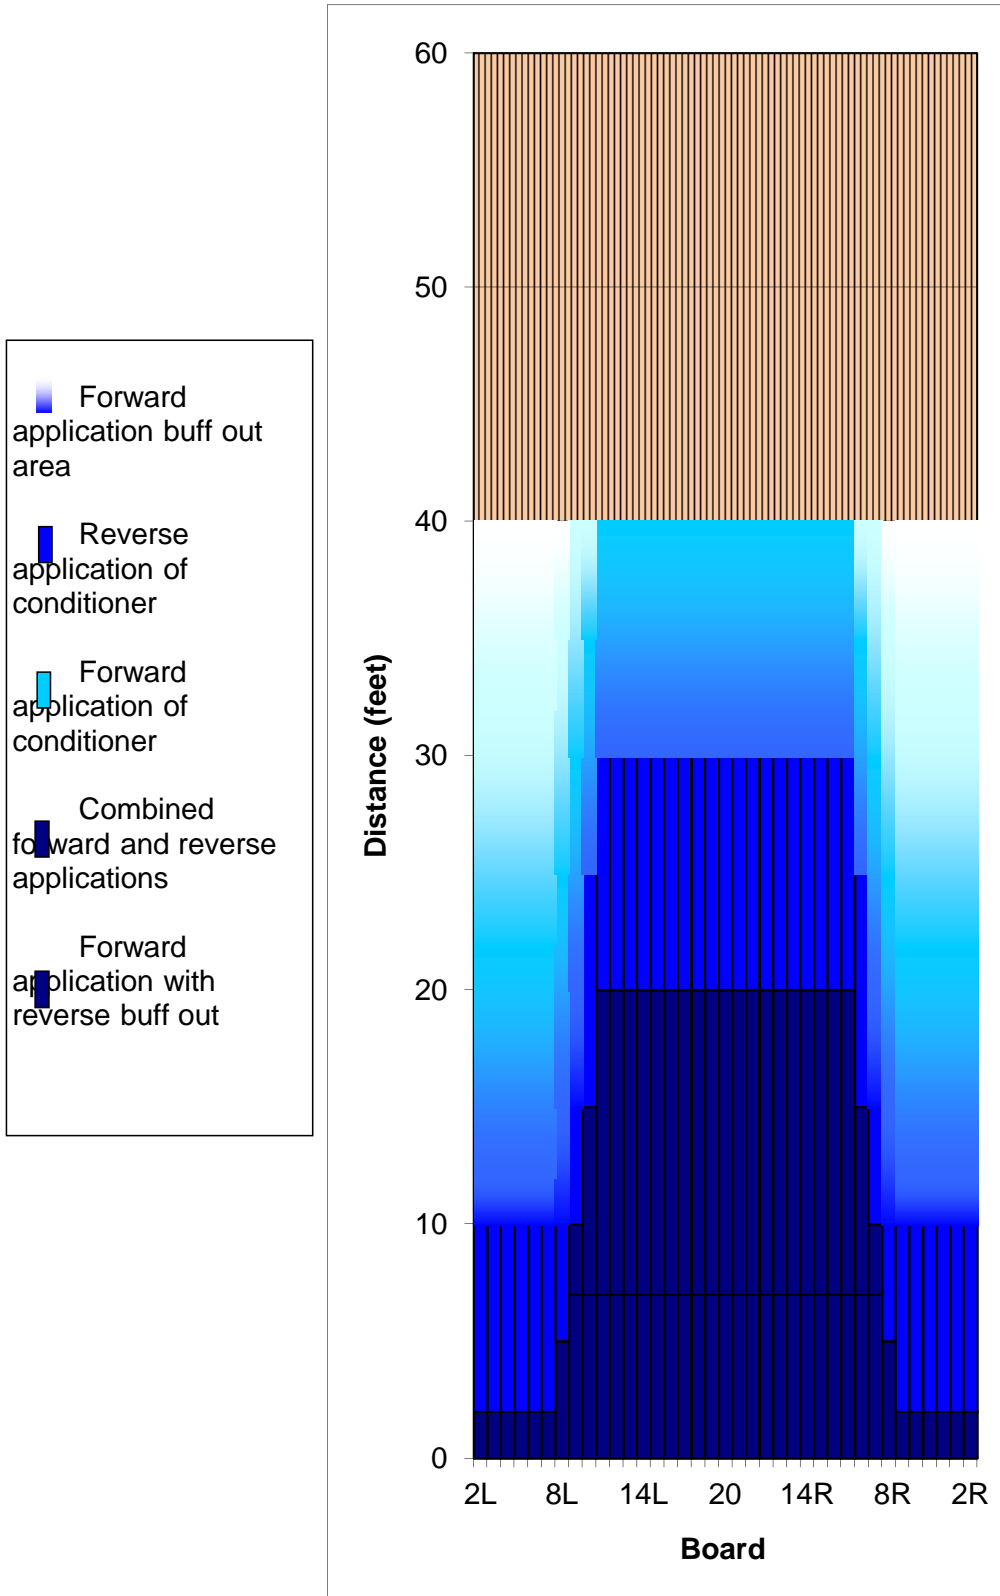 Forward
application buff out
area
Reverse
application of
conditioner
Forward
application of
conditioner
Combined
forward and reverse
applications
Forward
application with
reverse buff out
60
50
40
30
20
10
0
Distance (feet)
2L 8L 14L 20 14R 8R 2R
Board